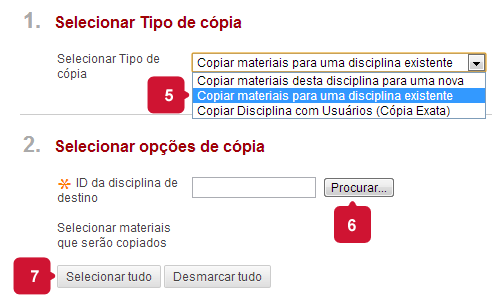 1. Selecionar Tipo de cópia
Selecionar Tipo de
cópia
Copiar materiais para uma disciplina existente
Copiar materiais desta disciplina para uma nova
Copiar materiais para uma disciplina existente
Copiar Disciplina com Usuários (Cópia Exata)
5
2. Selecionar opções de cópia
ID da disciplina de
destino
Procurar...
6
Selecionar materiais
que serão copiados
7
Selecionar tudo
Desmarcar tudo